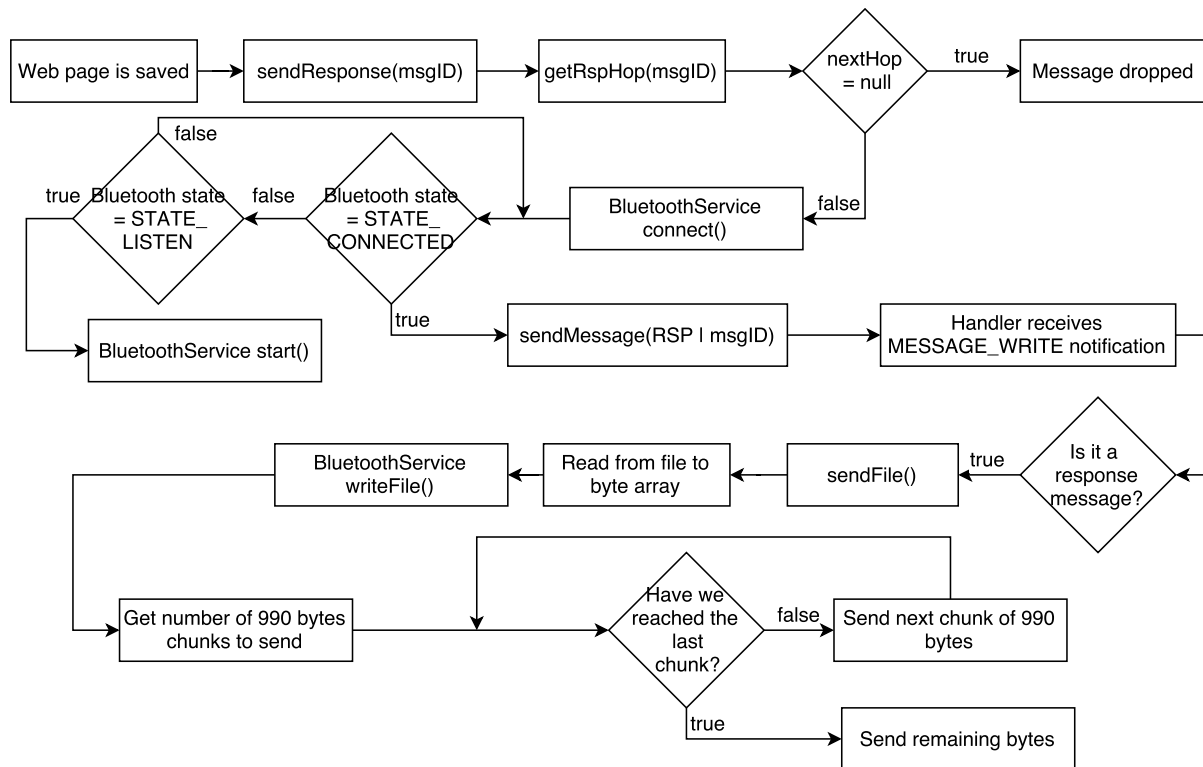 Web page is saved
sendResponse(msgID)
getRspHop(msgID)
nextHop
= null
true
Message dropped
false
true
Bluetooth state
= STATE_
LISTEN
false
Bluetooth state
= STATE_
CONNECTED
BluetoothService
connect()
false
true
BluetoothService start()
sendMessage(RSP | msgID)
Handler receives
MESSAGE_WRITE notification
Is it a
response
message?
true
sendFile()
Read from file to
byte array
BluetoothService
writeFile()
Get number of 990 bytes
chunks to send
Have we
reached the
last
chunk?
false
Send next chunk of 990
bytes
true
Send remaining bytes